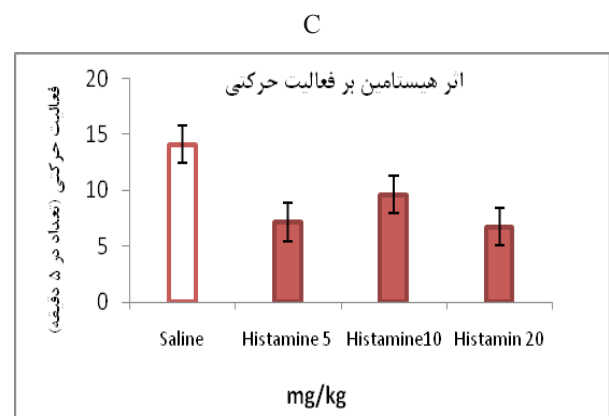 C
اثر هیستامین بر فعالیت حرکتی
فعالیت حرکتی (تعداد در ۵ دقیقه)
20
15
10
5
0
Saline
Histamine 5
Histamine10
Histamin 20
mg/kg